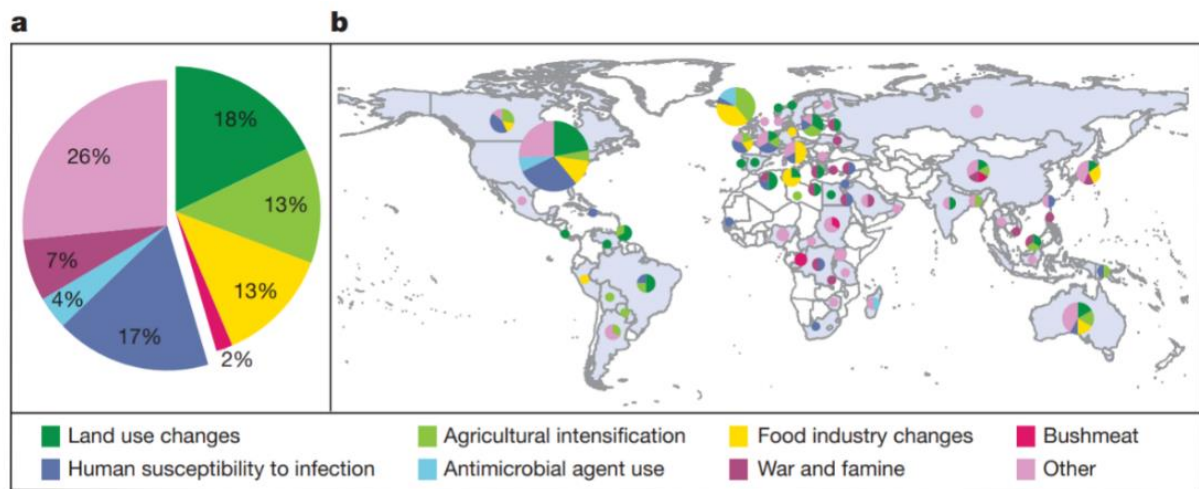 a
b
18%
26%
13%
7%
4%
13%
17%
2%
Land use changes
Agricultural intensification
Food industry changes
Bushmeat
Human susceptibility to infection
Antimicrobial agent use
War and famine
Other